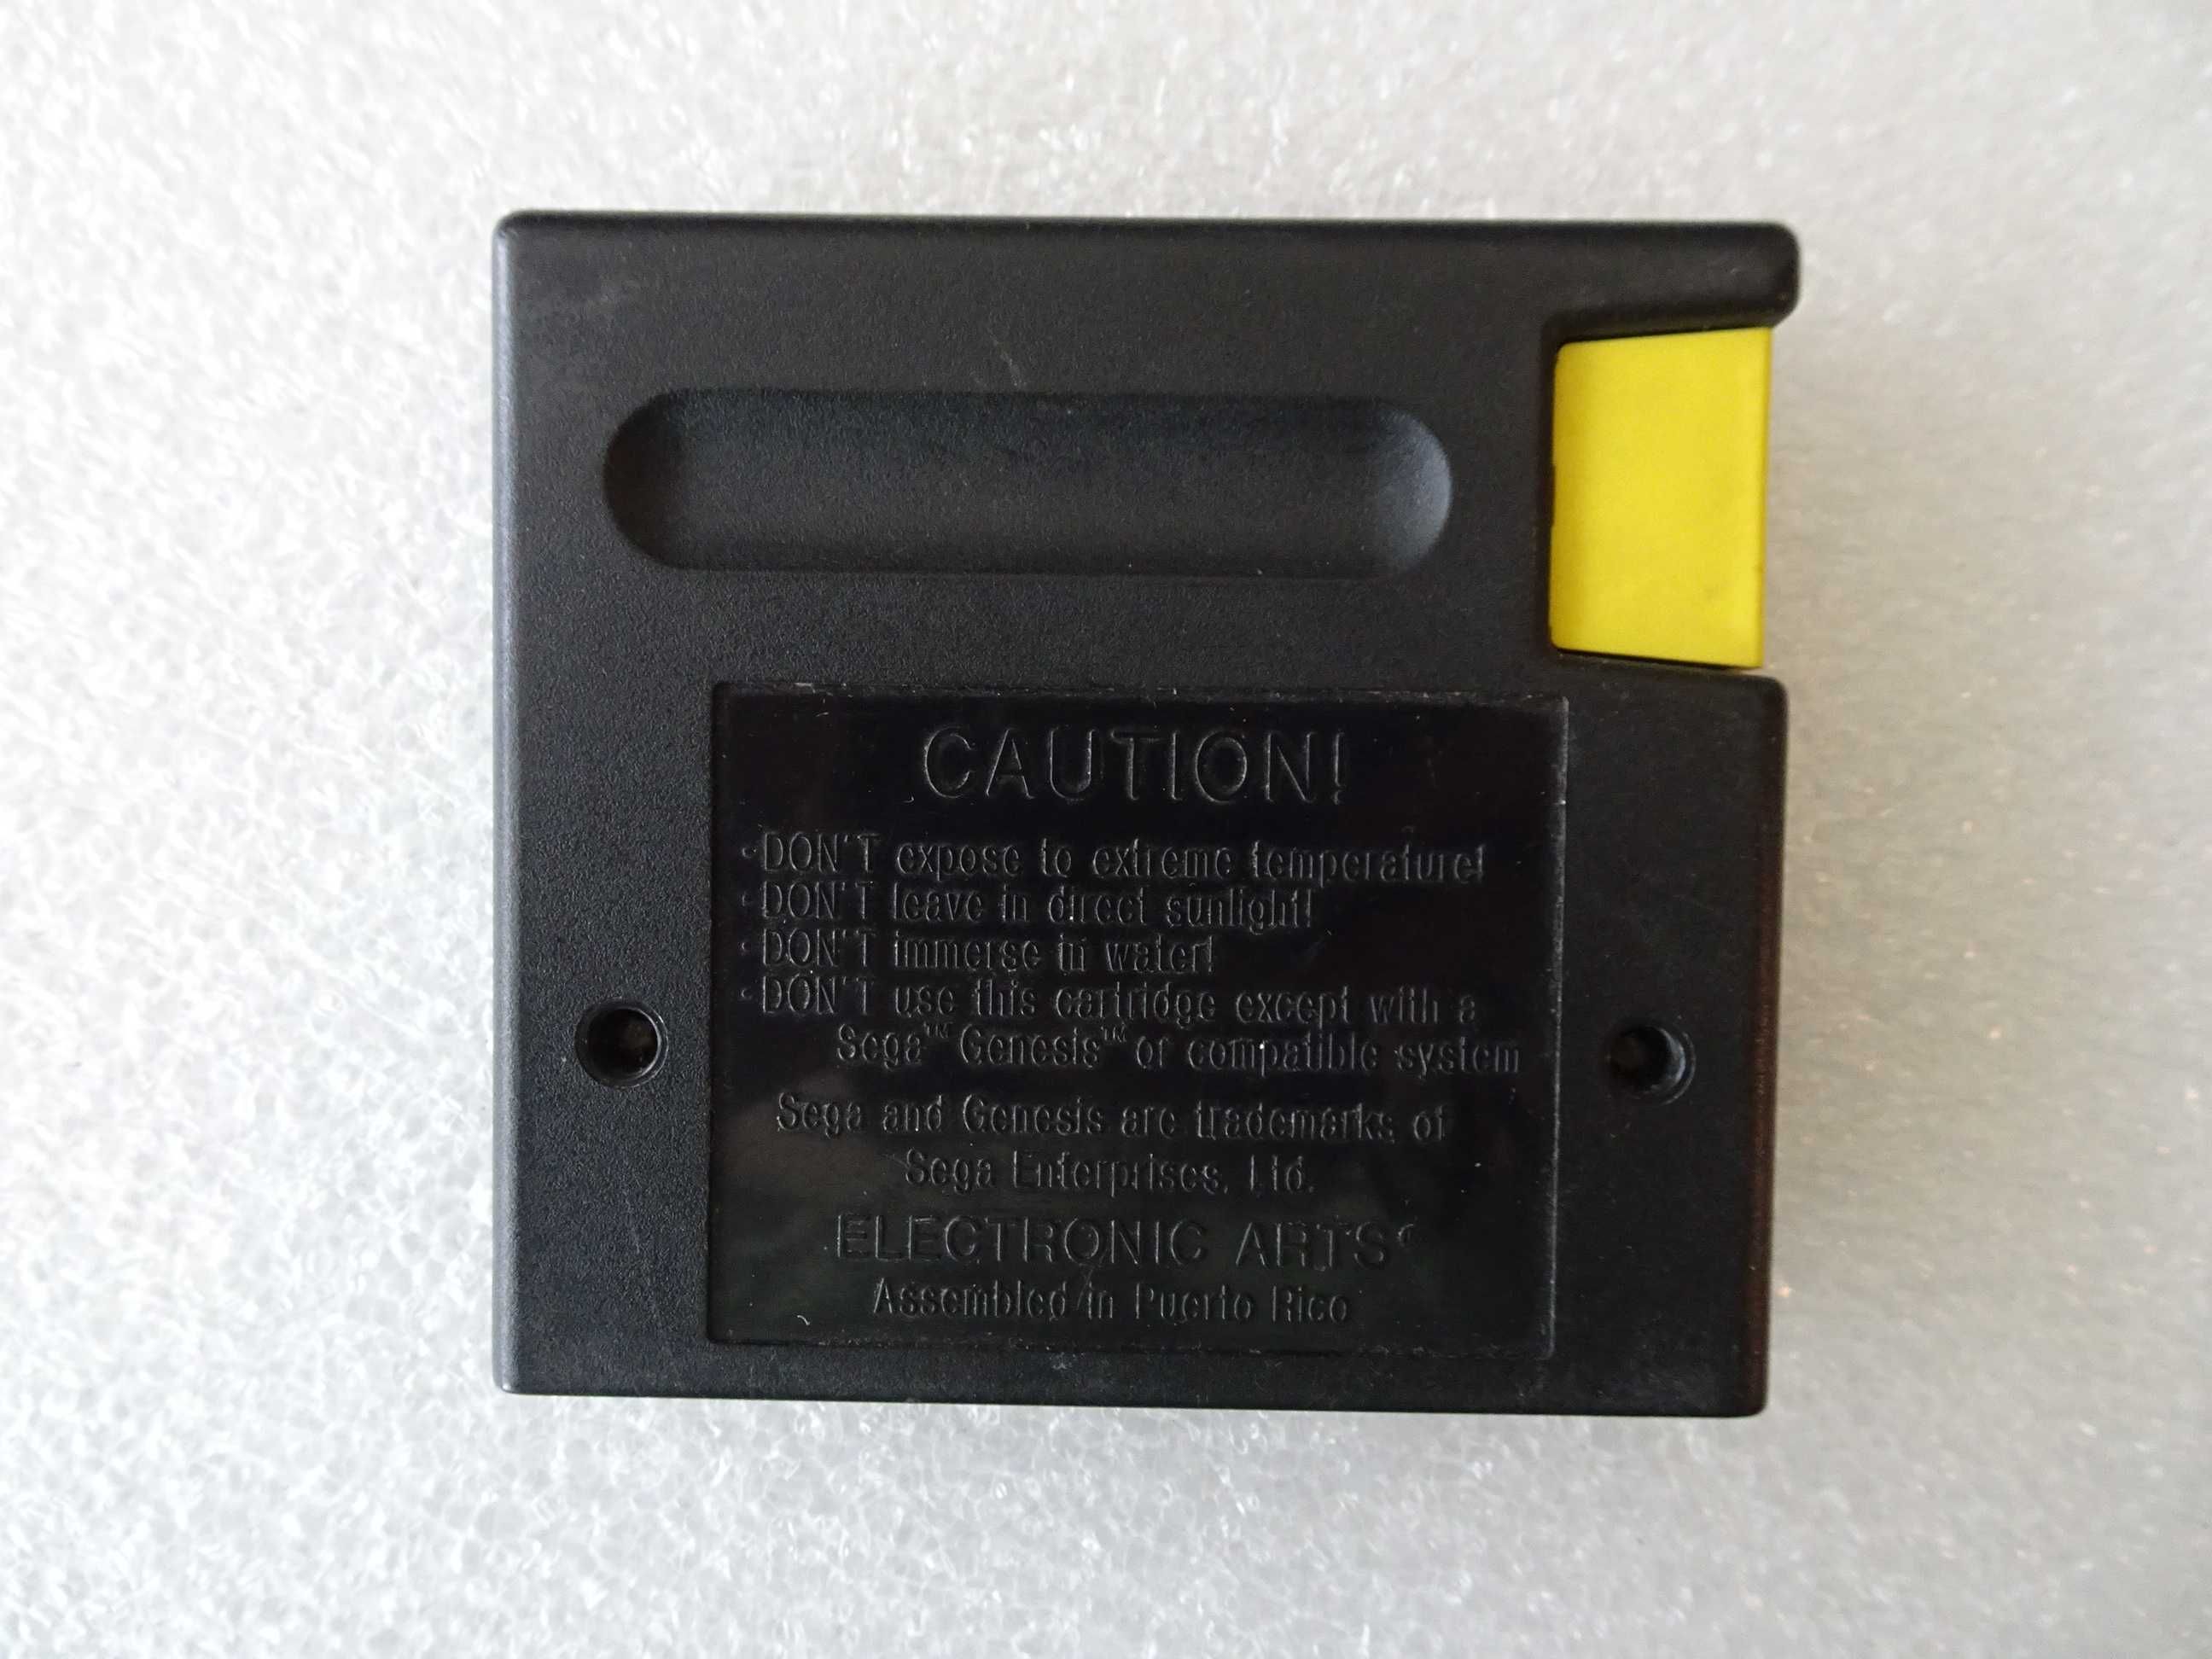 CAUTION!
·DON'T expose to extreme temperature!
·DON'T leave in direct sunlight!
·DON'T immerse in water!
·DON'T use this cartridge except with a
Sega™ Genesis™ or compatible system
Sega and Genesis are trademarks of
Sega Enterprises, Ltd.
ELECTRONIC ARTS®
Assembled in Puerto Rico